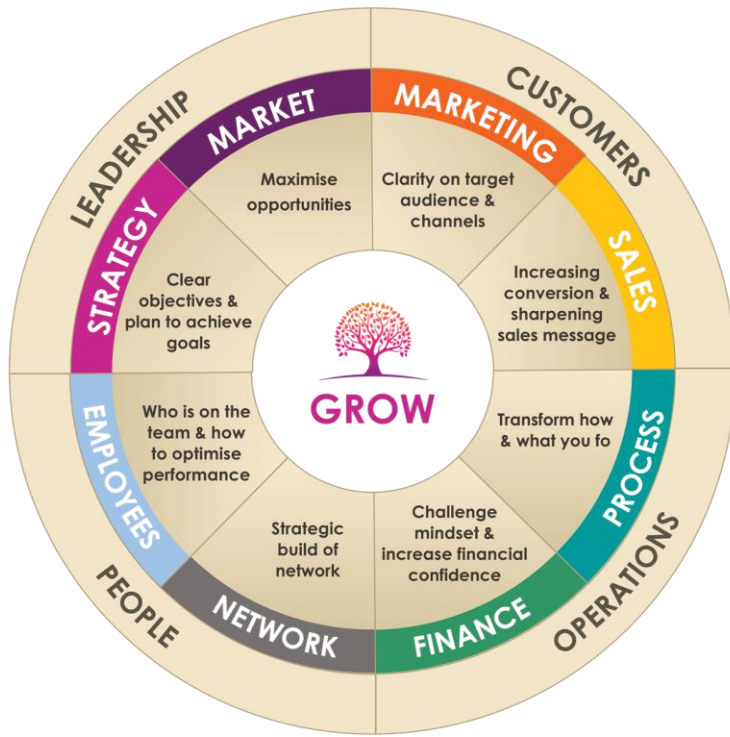 LEADERSHIP
CUSTOMERS
MARKET
MARKETING
STRATEGY
SALES
Maximise
opportunities
Clarity on target
audience &
channels
Clear
objectives &
plan to achieve
goals
Increasing
conversion &
sharpening
sales message
GROW
EMPLOYEES
Who is on the
team & how
to optimise
performance
Transform how
& what you fo
PROCESS
Strategic
build of
network
Challenge
mindset &
increase financial
confidence
NETWORK
FINANCE
PEOPLE
OPERATIONS